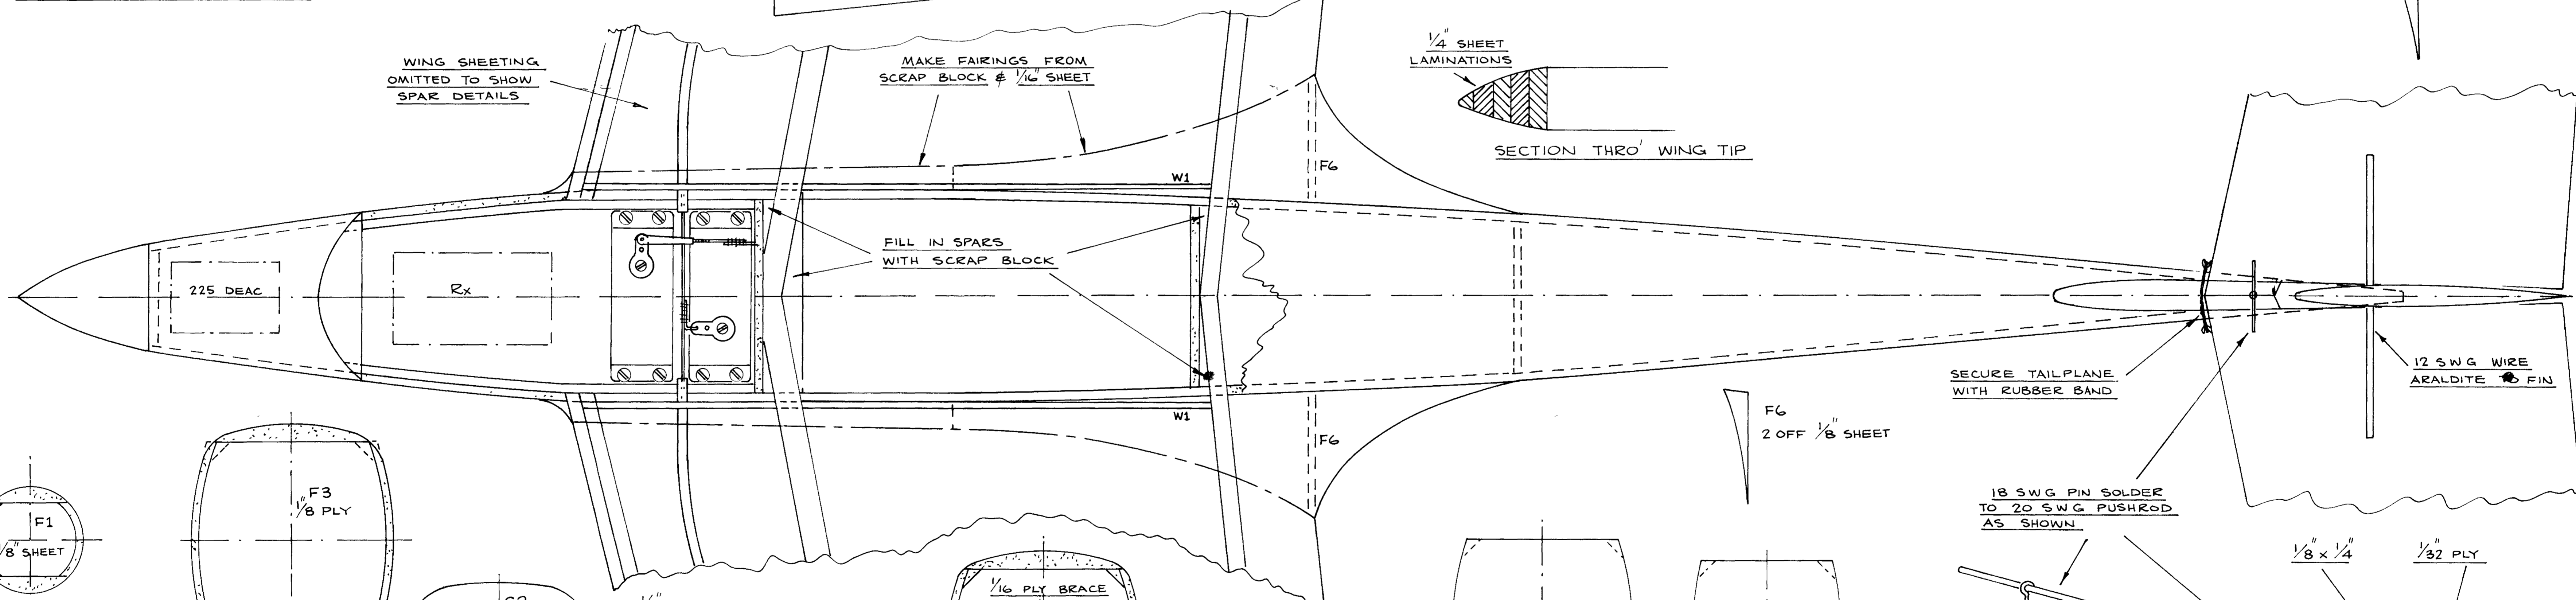 WING SHEETING
OMITTED TO SHOW
SPAR DETAILS
MAKE FAIRINGS FROM
SCRAP BLOCK & 1/16" SHEET
1/4" SHEET
LAMINATIONS
SECTION THRO' WING TIP
W1
F6
FILL IN SPARS
WITH SCRAP BLOCK
225 DEAC
Rx
W1
F6
F6
2 OFF 1/8" SHEET
SECURE TAILPLANE
WITH RUBBER BAND
12 SWG WIRE
ARALDITE TO FIN
18 SWG PIN SOLDER
TO 20 SWG PUSHROD
AS SHOWN
F1
1/8" SHEET
F3
1/8" PLY
1/16 PLY BRACE
1/8" x 1/4"
1/32" PLY